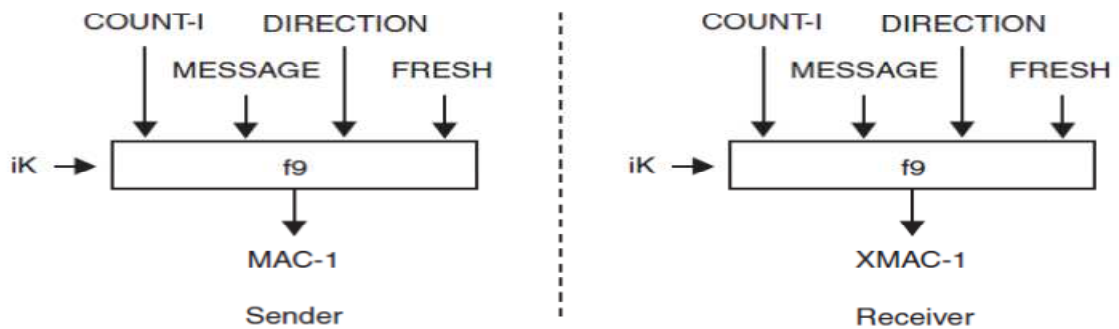 COUNT-I DIRECTION
MESSAGE FRESH
iK f9
MAC-1
Sender
COUNT-I DIRECTION
MESSAGE FRESH
iK f9
XMAC-1
Receiver